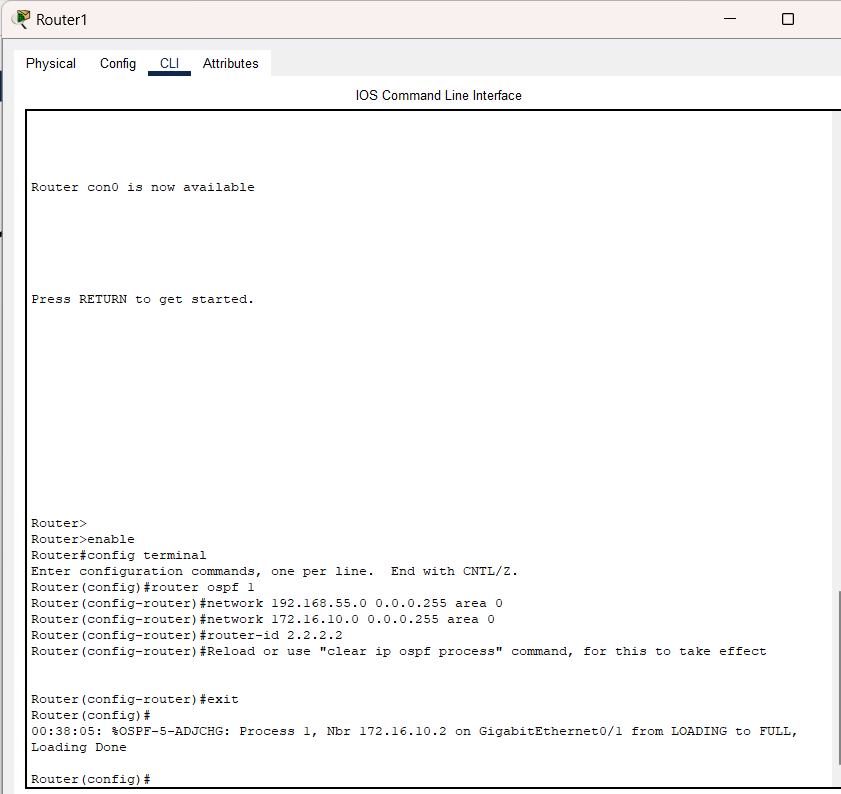 Router1
Physical Config CLI Attributes
IOS Command Line Interface
Router con0 is now available
Press RETURN to get started.
Router>
Router>enable
Router#config terminal
Enter configuration commands, one per line.  End with CNTL/Z.
Router(config)#router ospf 1
Router(config-router)#network 192.168.55.0 0.0.0.255 area 0
Router(config-router)#network 172.16.10.0 0.0.0.255 area 0
Router(config-router)#router-id 2.2.2.2
Router(config-router)#Reload or use "clear ip ospf process" command, for this to take effect
Router(config-router)#exit
Router(config)#
00:38:05: %OSPF-5-ADJCHG: Process 1, Nbr 172.16.10.2 on GigabitEthernet0/1 from LOADING to FULL,
Loading Done
Router(config)#